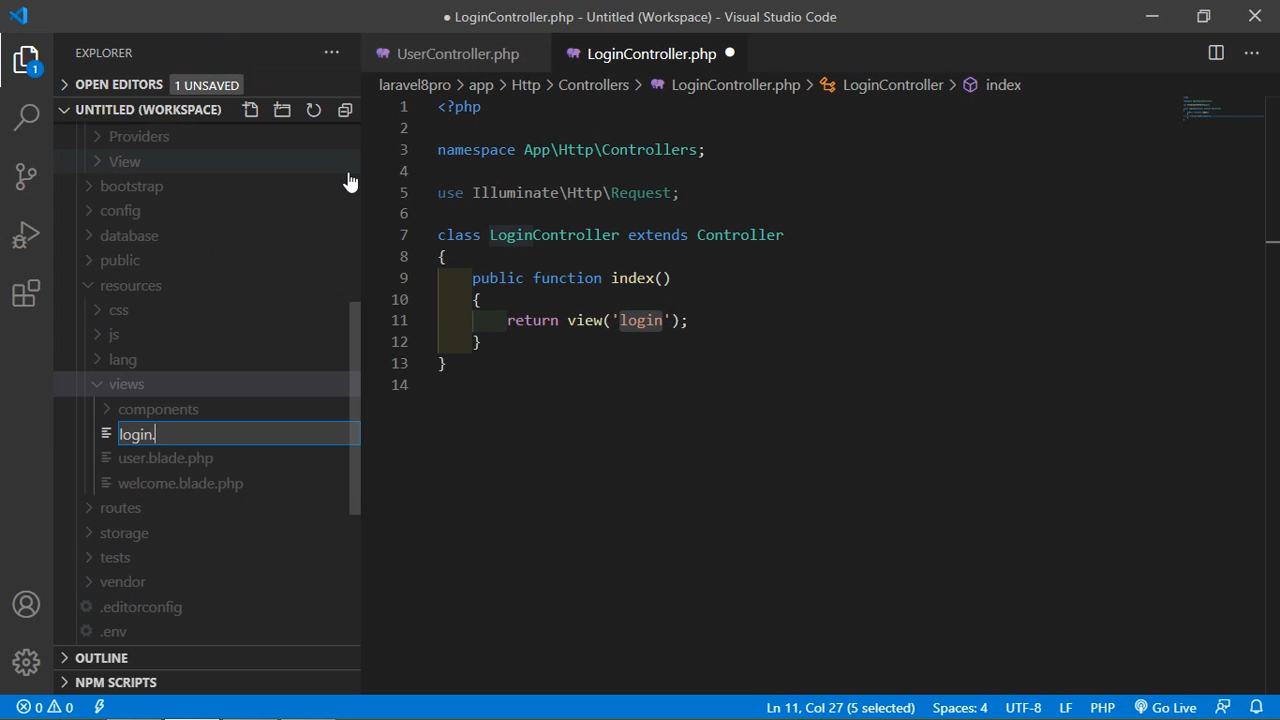 ● LoginController.php - Untitled (Workspace) - Visual Studio Code
EXPLORER
OPEN EDITORS 1 UNSAVED
UNTITLED (WORKSPACE)
Providers
View
bootstrap
config
database
public
resources
css
js
lang
views
components
login.
user.blade.php
welcome.blade.php
routes
storage
tests
vendor
.editorconfig
.env
OUTLINE
NPM SCRIPTS
1
UserController.php LoginController.php ●
laravel8pro > app > Http > Controllers > LoginController.php > LoginController > index
1 <?php
2
3 namespace App\Http\Controllers;
4
5 use Illuminate\Http\Request;
6
7 class LoginController extends Controller
8 {
9 public function index()
10 {
11 return view('login');
12 }
13 }
14
0 0 Ln 11, Col 27 (5 selected) Spaces: 4 UTF-8 LF PHP Go Live